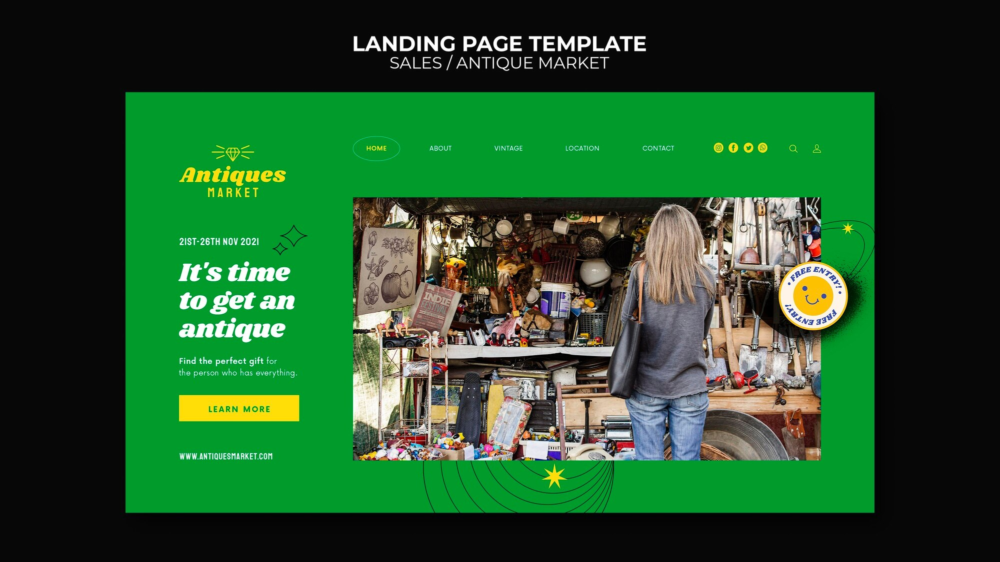 LANDING PAGE TEMPLATE
SALES / ANTIQUE MARKET
HOME ABOUT VINTAGE LOCATION CONTACT
Antiques
MARKET
21ST-26TH NOV 2021
It's time
to get an
antique
Find the perfect gift for
the person who has everything.
LEARN MORE
WWW.ANTIQUESMARKET.COM
24
INDIE
FESTIVAL
• FREE ENTRY! •
FREE ENTRY!